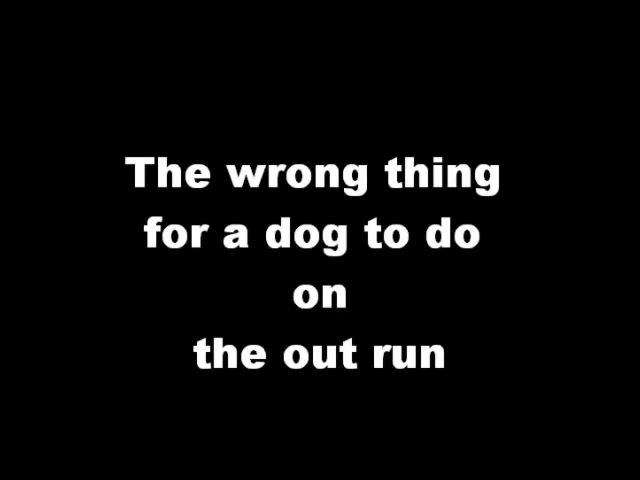 The wrong thing
for a dog to do
on
the out run